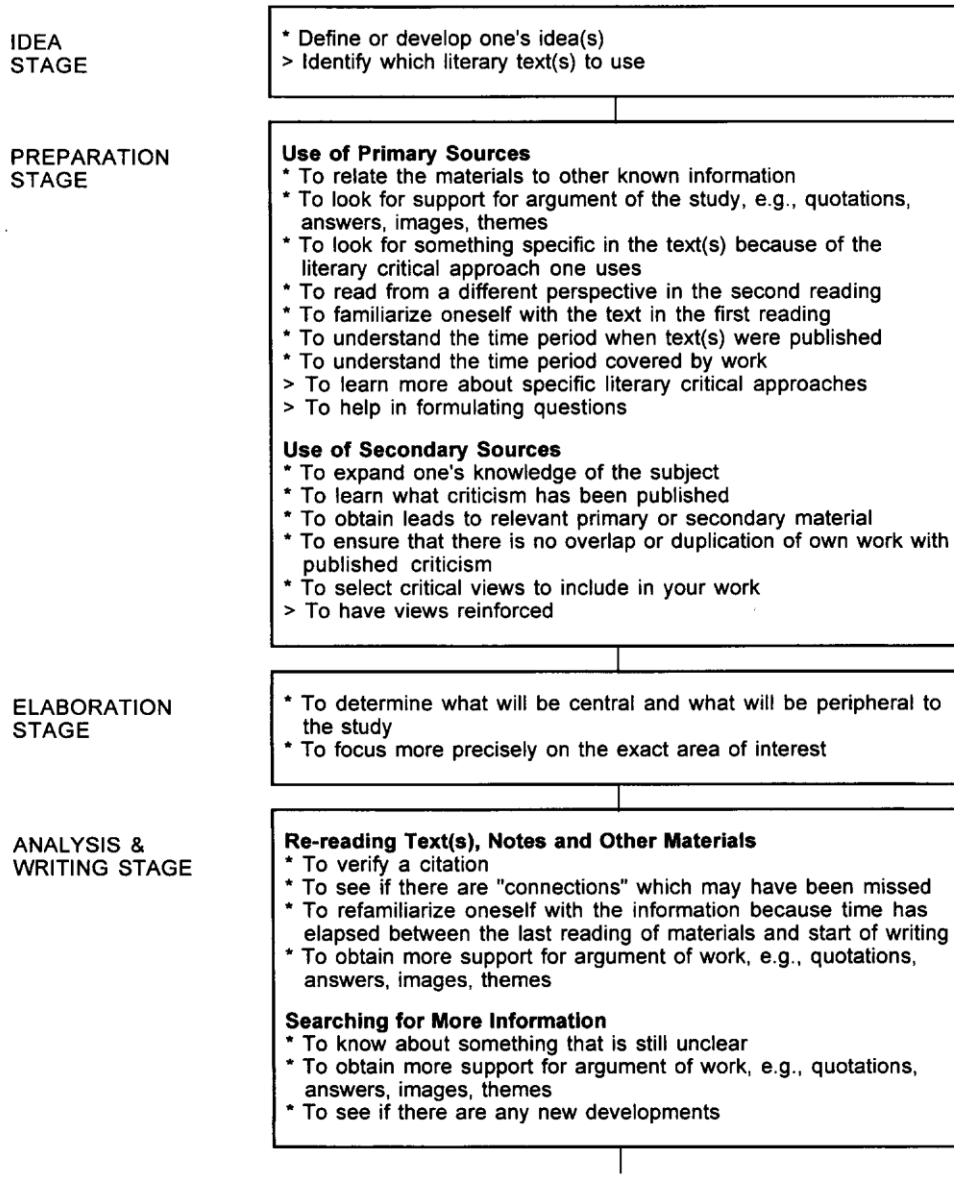 IDEA
STAGE
* Define or develop one's idea(s)
> Identify which literary text(s) to use
PREPARATION
STAGE
Use of Primary Sources
* To relate the materials to other known information
* To look for support for argument of the study, e.g., quotations,
answers, images, themes
* To look for something specific in the text(s) because of the
literary critical approach one uses
* To read from a different perspective in the second reading
* To familiarize oneself with the text in the first reading
* To understand the time period when text(s) were published
* To understand the time period covered by work
> To learn more about specific literary critical approaches
> To help in formulating questions
Use of Secondary Sources
* To expand one's knowledge of the subject
* To learn what criticism has been published
* To obtain leads to relevant primary or secondary material
* To ensure that there is no overlap or duplication of own work with
published criticism
* To select critical views to include in your work
> To have views reinforced
ELABORATION
STAGE
* To determine what will be central and what will be peripheral to
the study
* To focus more precisely on the exact area of interest
ANALYSIS &
WRITING STAGE
Re-reading Text(s), Notes and Other Materials
* To verify a citation
* To see if there are "connections" which may have been missed
* To refamiliarize oneself with the information because time has
elapsed between the last reading of materials and start of writing
* To obtain more support for argument of work, e.g., quotations,
answers, images, themes
Searching for More Information
* To know about something that is still unclear
* To obtain more support for argument of work, e.g., quotations,
answers, images, themes
* To see if there are any new developments